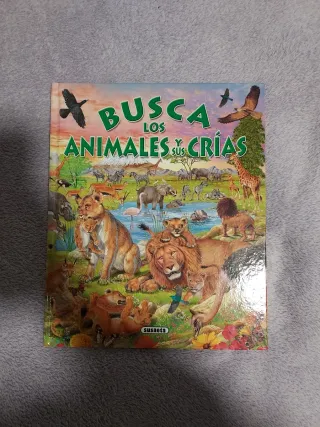 BUSCA
LOS
ANIMALES Y SUS CRÍAS
SUSAETA